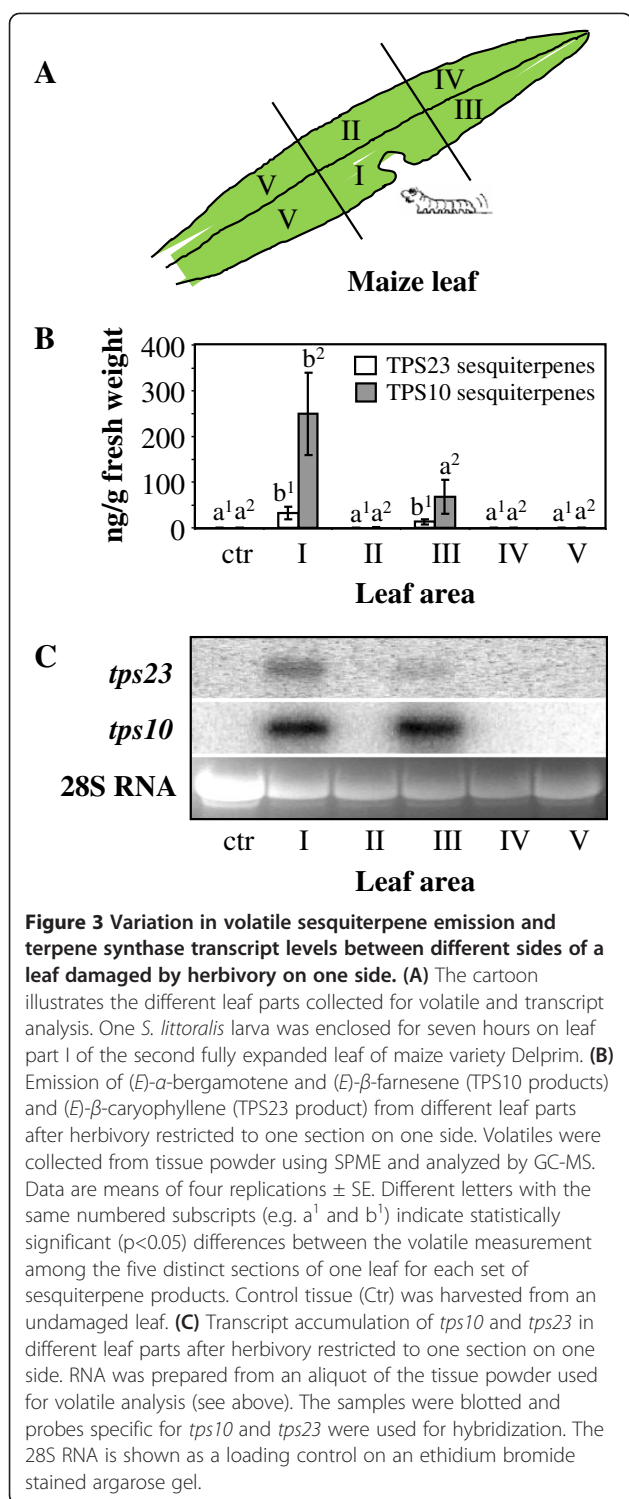 A
IV
III
II
I
V
V
Maize leaf
B
ng/g fresh weight
400
300
200
100
0
TPS23 sesquiterpenes
TPS10 sesquiterpenes
a¹ a² b¹ b² a¹ a² b¹ a² a¹ a² a¹ a²
ctr I II III IV V
Leaf area
C
tps23
tps10
28S RNA
ctr I II III IV V
Leaf area
Figure 3 Variation in volatile sesquiterpene emission and
terpene synthase transcript levels between different sides of a
leaf damaged by herbivory on one side. (A) The cartoon
illustrates the different leaf parts collected for volatile and transcript
analysis. One S. littoralis larva was enclosed for seven hours on leaf
part I of the second fully expanded leaf of maize variety Delprim. (B)
Emission of (E)-α-bergamotene and (E)-β-farnesene (TPS10 products)
and (E)-β-caryophyllene (TPS23 product) from different leaf parts
after herbivory restricted to one section on one side. Volatiles were
collected from tissue powder using SPME and analyzed by GC-MS.
Data are means of four replications ± SE. Different letters with the
same numbered subscripts (e.g. a¹ and b¹) indicate statistically
significant (p<0.05) differences between the volatile measurement
among the five distinct sections of one leaf for each set of
sesquiterpene products. Control tissue (Ctr) was harvested from an
undamaged leaf. (C) Transcript accumulation of tps10 and tps23 in
different leaf parts after herbivory restricted to one section on one
side. RNA was prepared from an aliquot of the tissue powder used
for volatile analysis (see above). The samples were blotted and
probes specific for tps10 and tps23 were used for hybridization. The
28S RNA is shown as a loading control on an ethidium bromide
stained argarose gel.